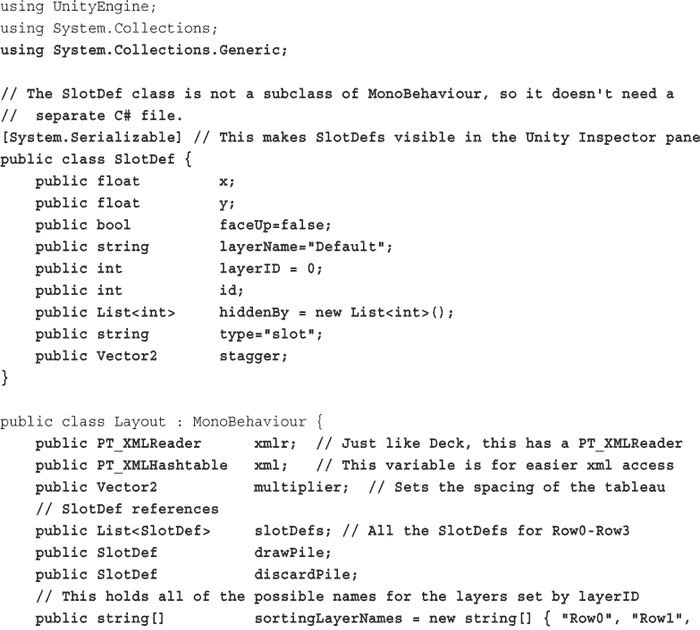 using UnityEngine;
using System.Collections;
using System.Collections.Generic;
// The SlotDef class is not a subclass of MonoBehaviour, so it doesn't need a
//  separate C# file.
[System.Serializable] // This makes SlotDefs visible in the Unity Inspector pane
public class SlotDef {
    public float          x;
    public float          y;
    public bool           faceUp=false;
    public string         layerName="Default";
    public int            layerID = 0;
    public int            id;
    public List<int>      hiddenBy = new List<int>();
    public string         type="slot";
    public Vector2        stagger;
}
public class Layout : MonoBehaviour {
    public PT_XMLReader       xmlr;  // Just like Deck, this has a PT_XMLReader
    public PT_XMLHashtable    xml;   // This variable is for easier xml access
    public Vector2            multiplier;  // Sets the spacing of the tableau
    // SlotDef references
    public List<SlotDef>      slotDefs; // All the SlotDefs for Row0-Row3
    public SlotDef            drawPile;
    public SlotDef            discardPile;
    // This holds all of the possible names for the layers set by layerID
    public string[]           sortingLayerNames = new string[] { "Row0", "Row1",